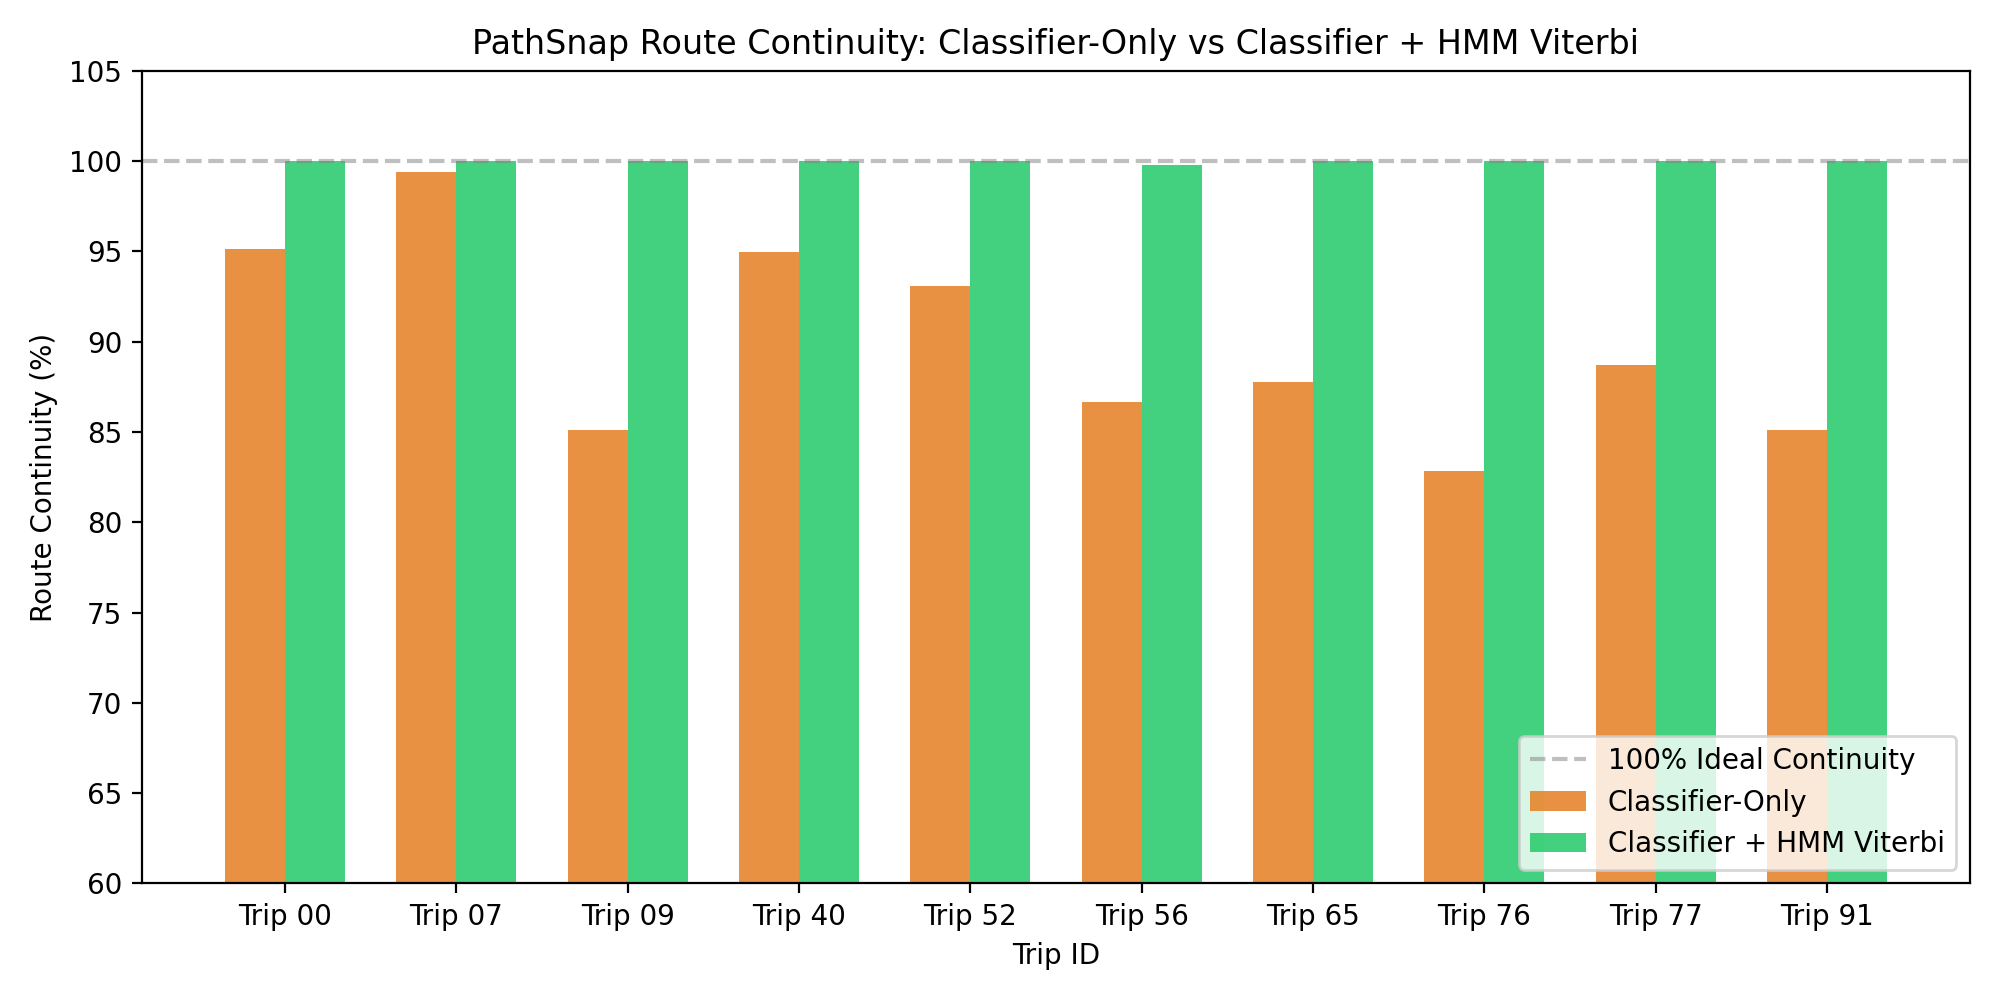 PathSnap Route Continuity: Classifier-Only vs Classifier + HMM Viterbi
Route Continuity (%)
105
100
95
90
85
80
75
70
65
60
100% Ideal Continuity
Classifier-Only
Classifier + HMM Viterbi
Trip 00 Trip 07 Trip 09 Trip 40 Trip 52 Trip 56 Trip 65 Trip 76 Trip 77 Trip 91
Trip ID